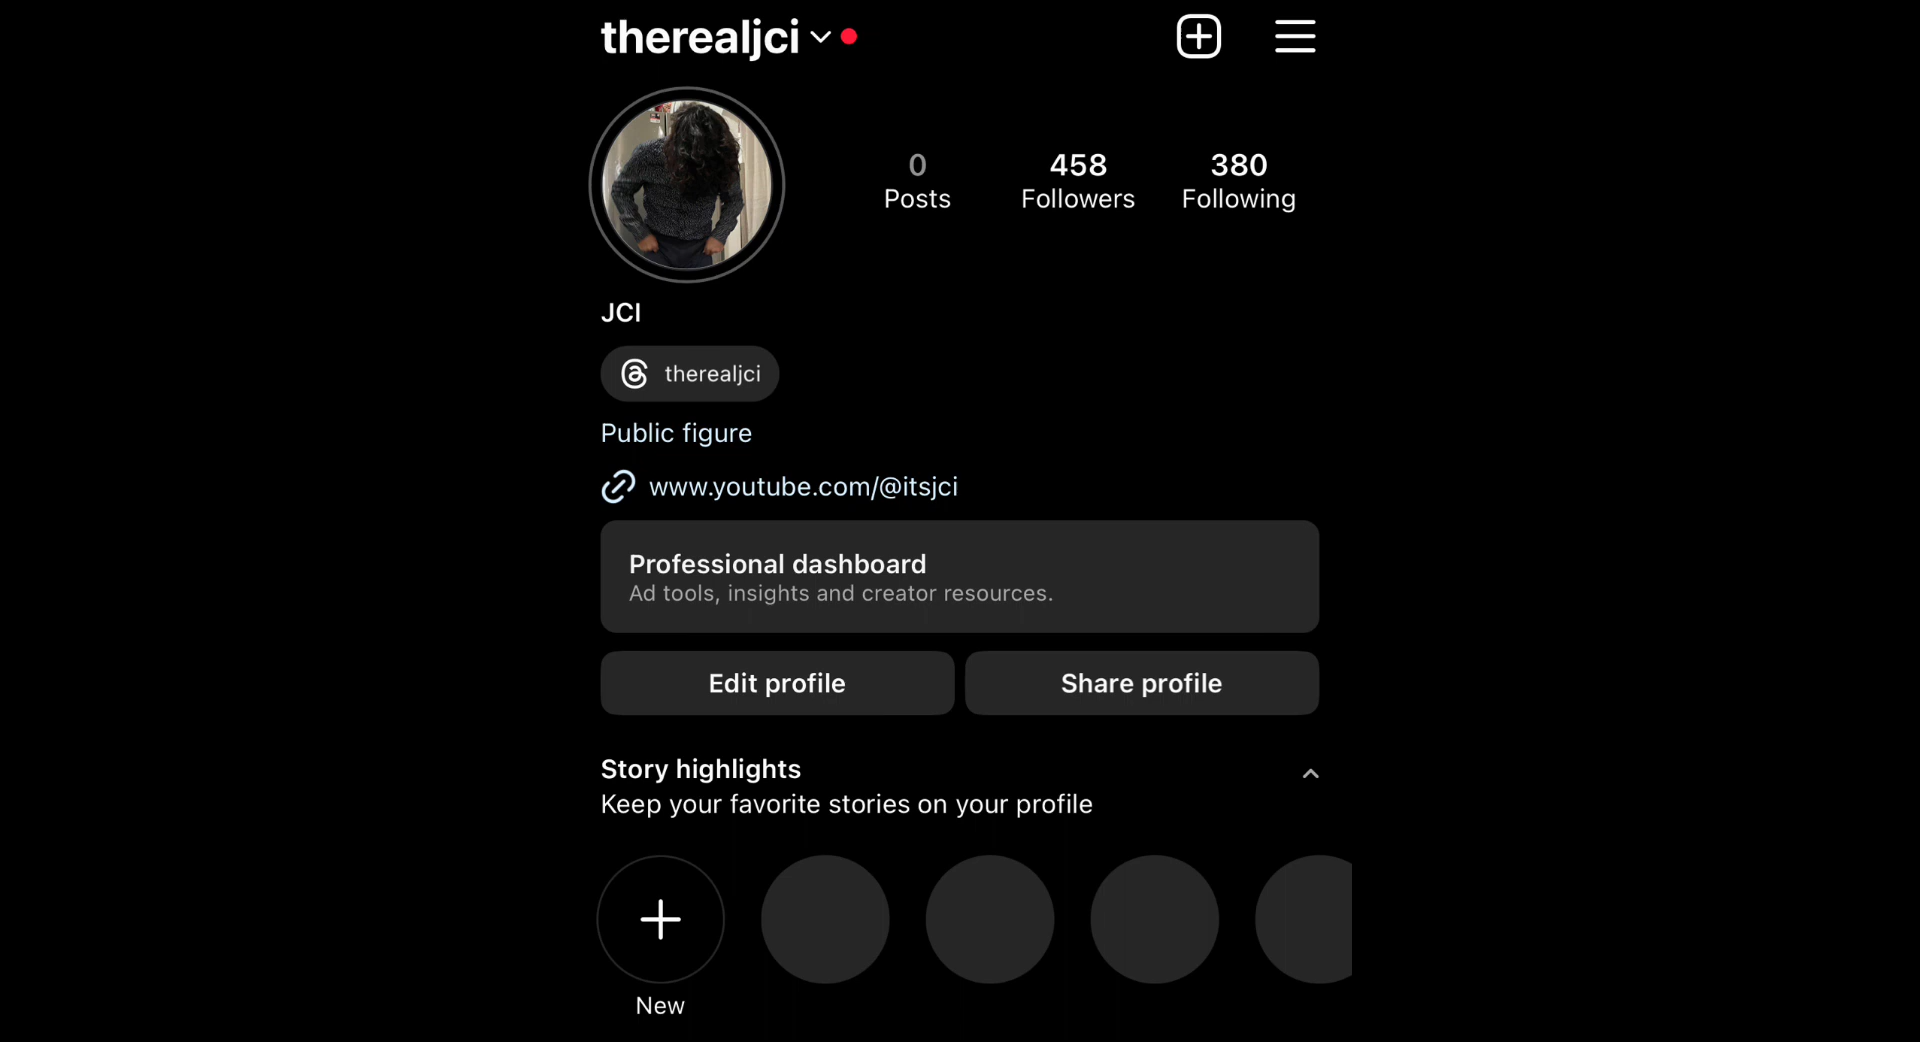 therealjci
0 458 380
Posts Followers Following
JCI
therealjci
Public figure
www.youtube.com/@itsjci
Professional dashboard
Ad tools, insights and creator resources.
Edit profile Share profile
Story highlights
Keep your favorite stories on your profile
New